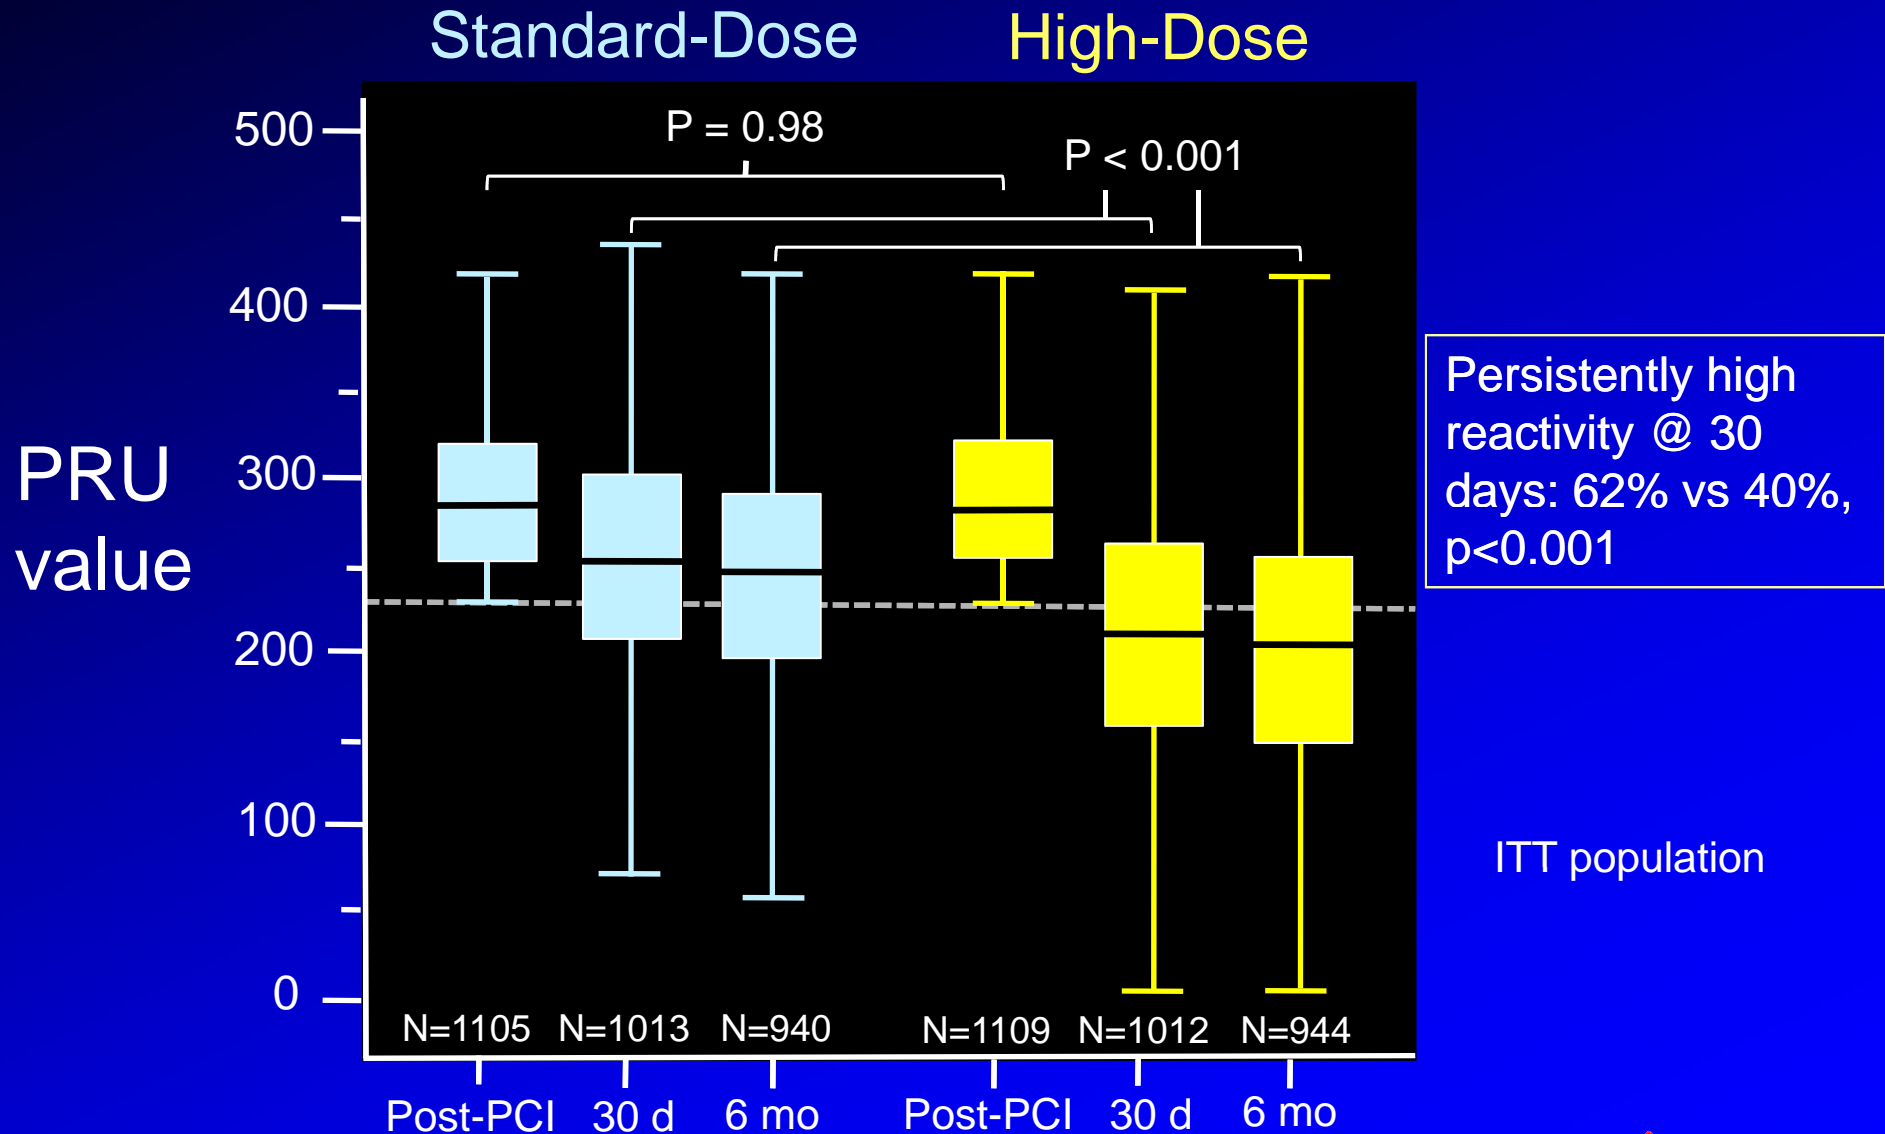 Standard-Dose
High-Dose
P = 0.98
P < 0.001
500
400
300
200
100
0
PRU
value
Persistently high
reactivity @ 30
days: 62% vs 40%,
p<0.001
ITT population
N=1105 N=1013 N=940 N=1109 N=1012 N=944
Post-PCI 30 d 6 mo Post-PCI 30 d 6 mo